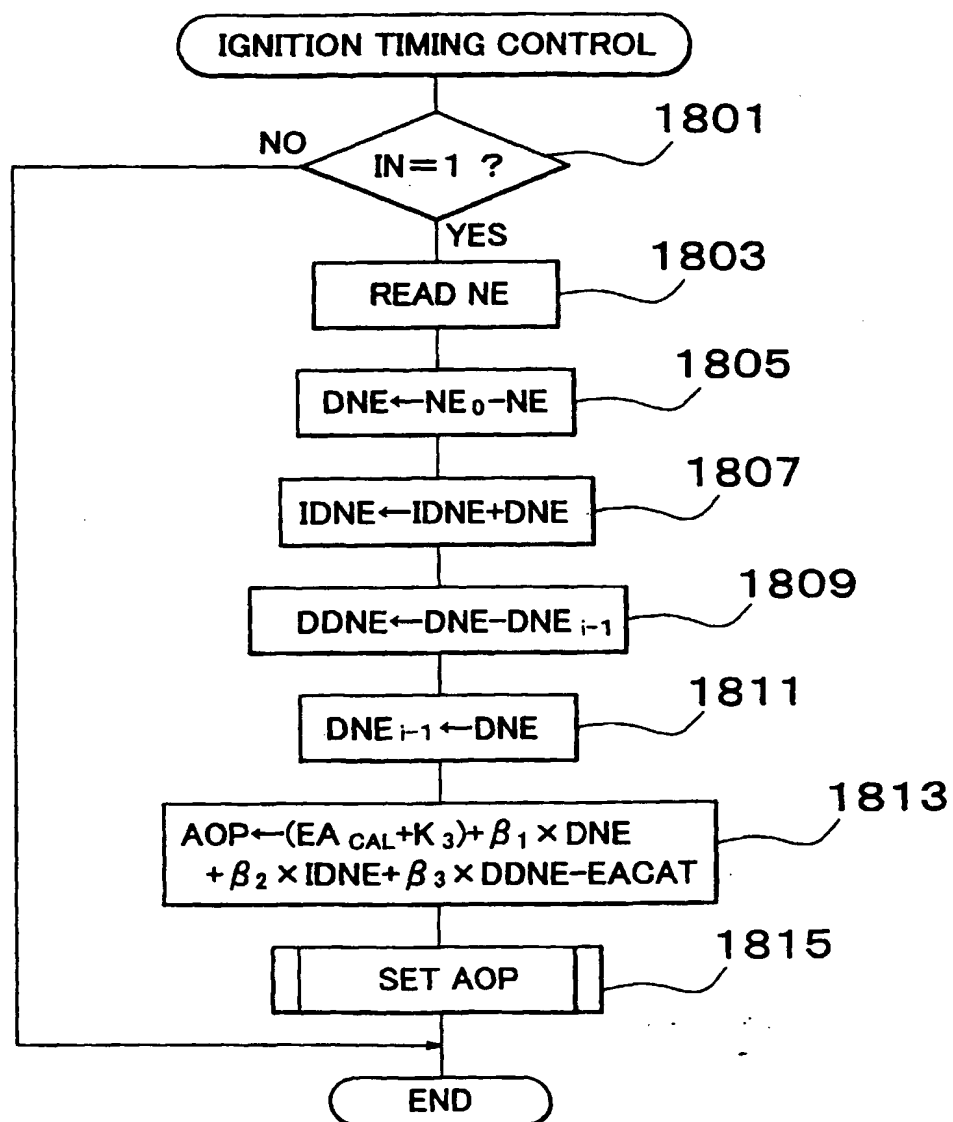 IGNITION TIMING CONTROL
1801
NO
IN=1 ?
YES
1803
READ NE
1805
DNE←NE₀-NE
1807
IDNE←IDNE+DNE
1809
DDNE←DNE-DNE i-1
1811
DNE i-1←DNE
1813
AOP←(EA CAL+K 3)+β1×DNE
+β2×IDNE+β3×DDNE-EACAT
1815
SET AOP
END